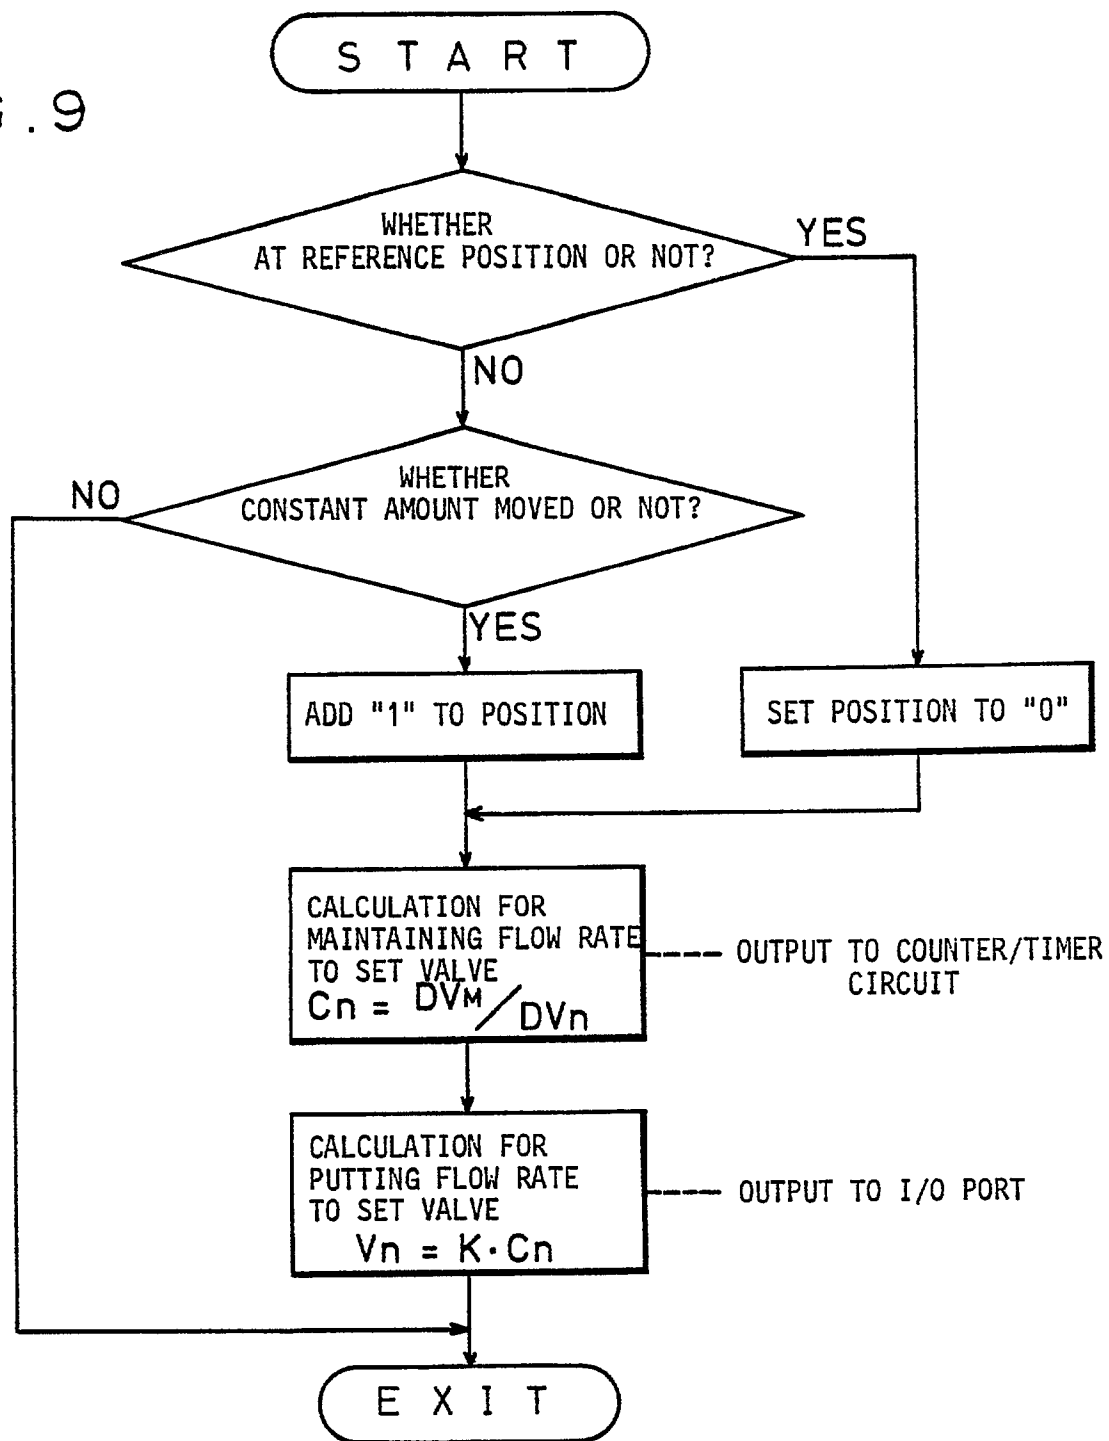 START
.9
WHETHER
AT REFERENCE POSITION OR NOT?
YES
NO
WHETHER
CONSTANT AMOUNT MOVED OR NOT?
NO
YES
ADD "1" TO POSITION
SET POSITION TO "0"
CALCULATION FOR
MAINTAINING FLOW RATE
TO SET VALVE
Cn = DVM/DVn
OUTPUT TO COUNTER/TIMER
CIRCUIT
CALCULATION FOR
PUTTING FLOW RATE
TO SET VALVE
Vn = K·Cn
OUTPUT TO I/O PORT
EXIT